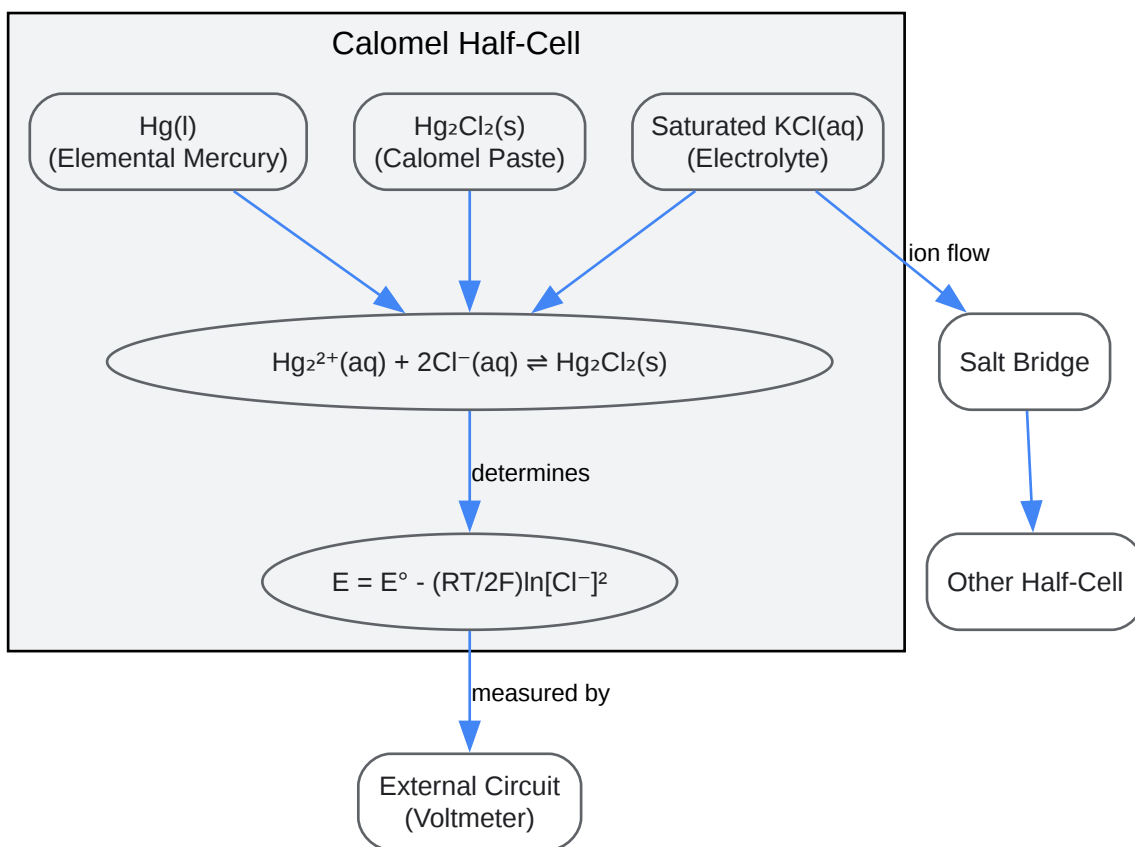 Calomel Half-Cell
Hg(l)
(Elemental Mercury)
Hg₂Cl₂(s)
(Calomel Paste)
Saturated KCl(aq)
(Electrolyte)
ion flow
Hg₂²⁺(aq) + 2Cl⁻(aq) ⇌ Hg₂Cl₂(s)
Salt Bridge
determines
E = E° - (RT/2F)ln[Cl⁻]²
Other Half-Cell
measured by
External Circuit
(Voltmeter)